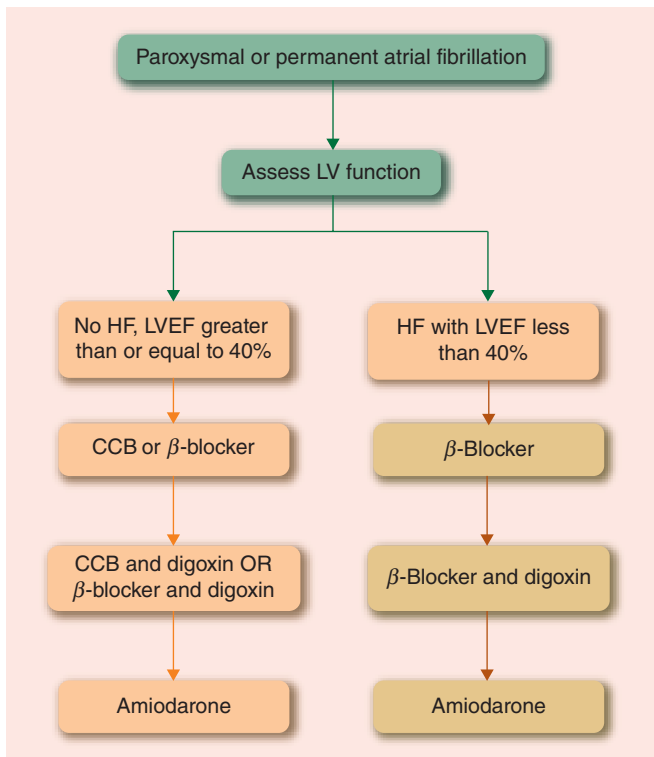 Paroxysmal or permanent atrial fibrillation
Assess LV function
No HF, LVEF greater
than or equal to 40%
HF with LVEF less
than 40%
CCB or β-blocker
β-Blocker
CCB and digoxin OR
β-blocker and digoxin
β-Blocker and digoxin
Amiodarone
Amiodarone